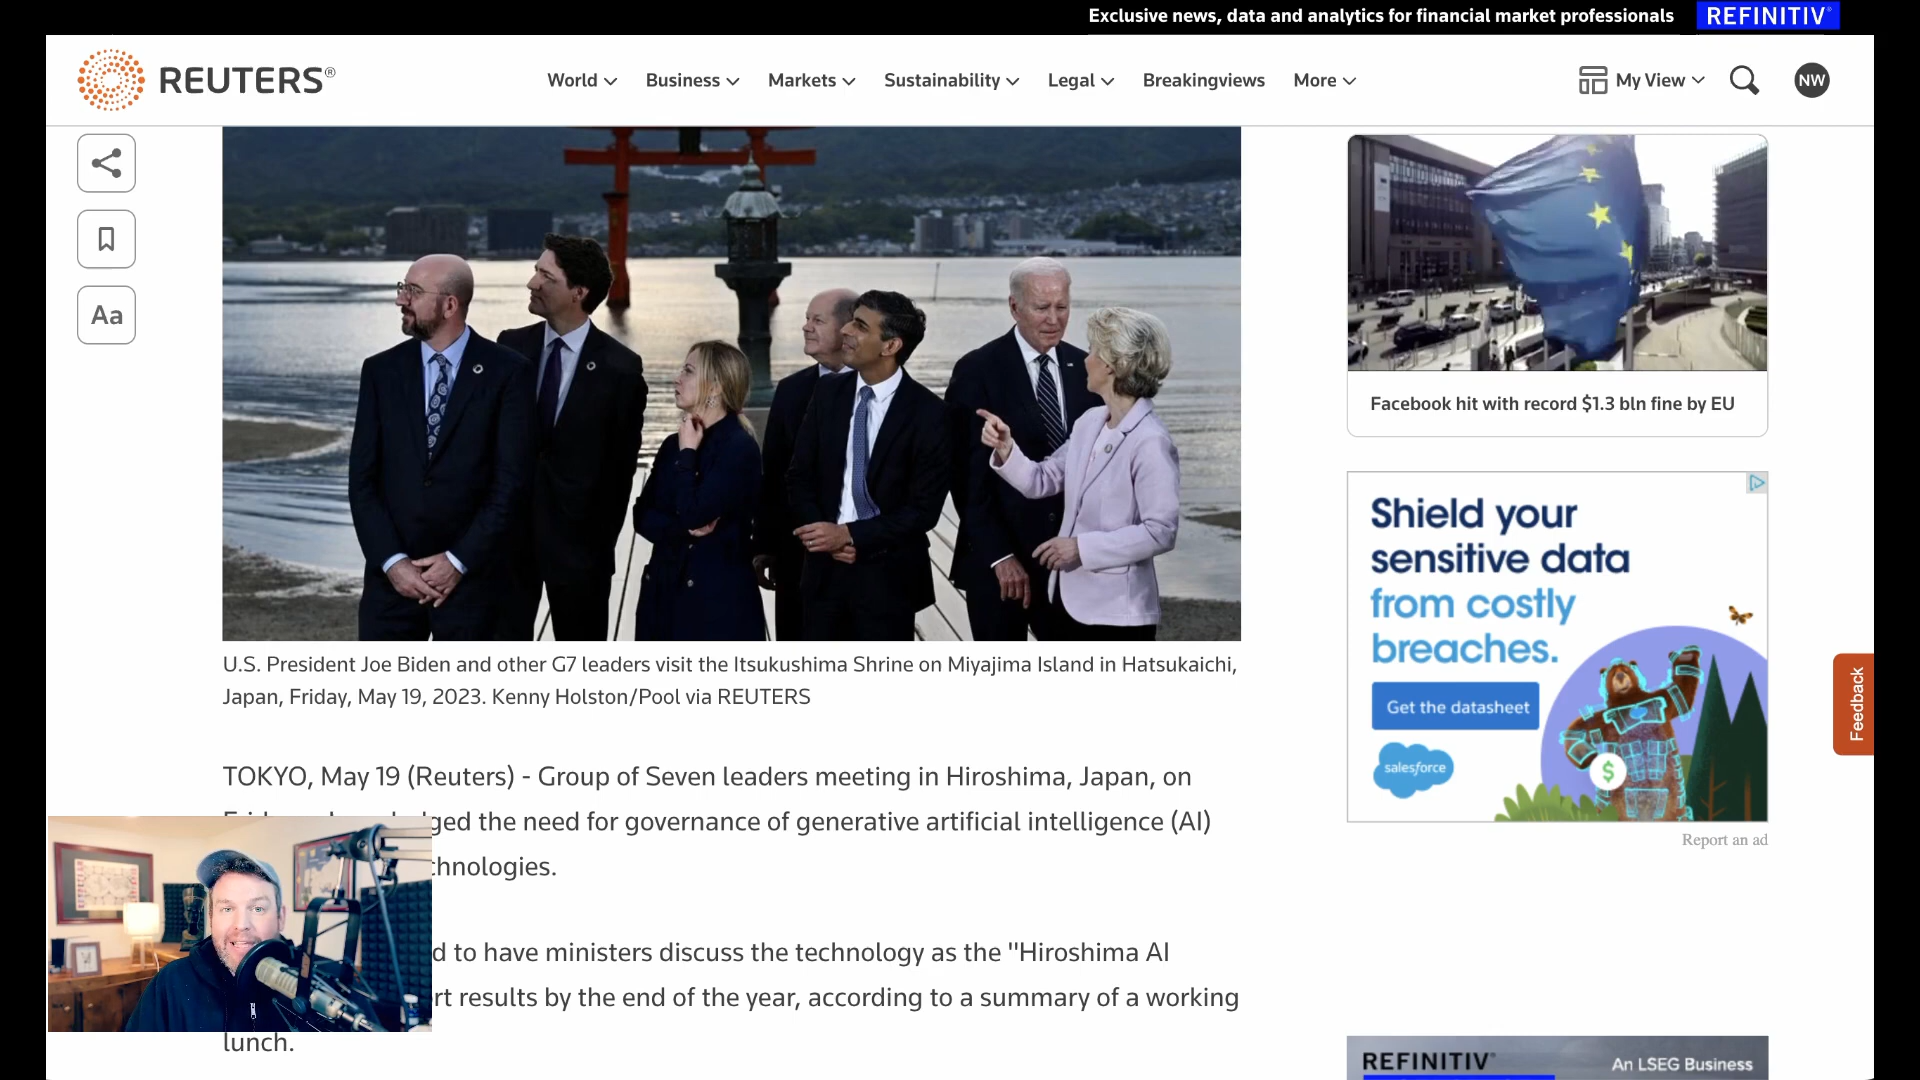 Exclusive news, data and analytics for financial market professionals REFINITIV
REUTERS®
World Business Markets Sustainability Legal Breakingviews More
My View NW
Aa
Facebook hit with record $1.3 bln fine by EU
Shield your
sensitive data
from costly
breaches.
Get the datasheet
salesforce
$
Report an ad
Feedback
U.S. President Joe Biden and other G7 leaders visit the Itsukushima Shrine on Miyajima Island in Hatsukaichi,
Japan, Friday, May 19, 2023. Kenny Holston/Pool via REUTERS
TOKYO, May 19 (Reuters) - Group of Seven leaders meeting in Hiroshima, Japan, on
the need for governance of generative artificial intelligence (AI)
chnologies.
d to have ministers discuss the technology as the "Hiroshima AI
rt results by the end of the year, according to a summary of a working
lunch.
REFINITIV An LSEG Business